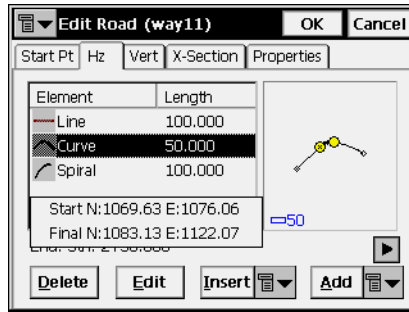 Edit Road (way11) OK Cancel
Start Pt Hz Vert X-Section Properties
Element Length
Line 100.000
Curve 50.000
Spiral 100.000
Start N:1069.63 E:1076.06
Final N:1083.13 E:1122.07
50
Delete Edit Insert Add